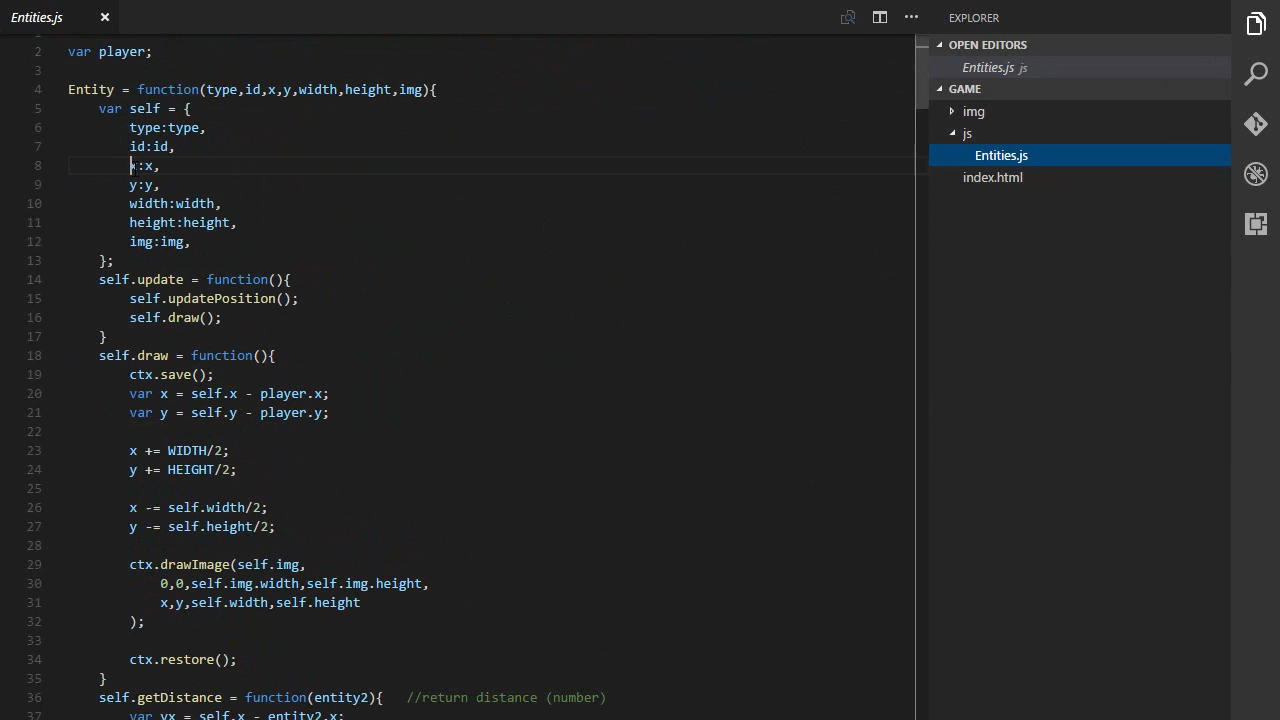 Entities.js
2 var player;
3
4 Entity = function(type,id,x,y,width,height,img){
5 var self = {
6 type:type,
7 id:id,
8 x:x,
9 y:y,
10 width:width,
11 height:height,
12 img:img,
13 };
14 self.update = function(){
15 self.updatePosition();
16 self.draw();
17 }
18 self.draw = function(){
19 ctx.save();
20 var x = self.x - player.x;
21 var y = self.y - player.y;
22
23 x += WIDTH/2;
24 y += HEIGHT/2;
25
26 x -= self.width/2;
27 y -= self.height/2;
28
29 ctx.drawImage(self.img,
30 0,0,self.img.width,self.img.height,
31 x,y,self.width,self.height
32 );
33
34 ctx.restore();
35 }
36 self.getDistance = function(entity2){ //return distance (number)
37 var vx = self.x - entity2.x;
EXPLORER
OPEN EDITORS
Entities.js js
GAME
img
js
Entities.js
index.html